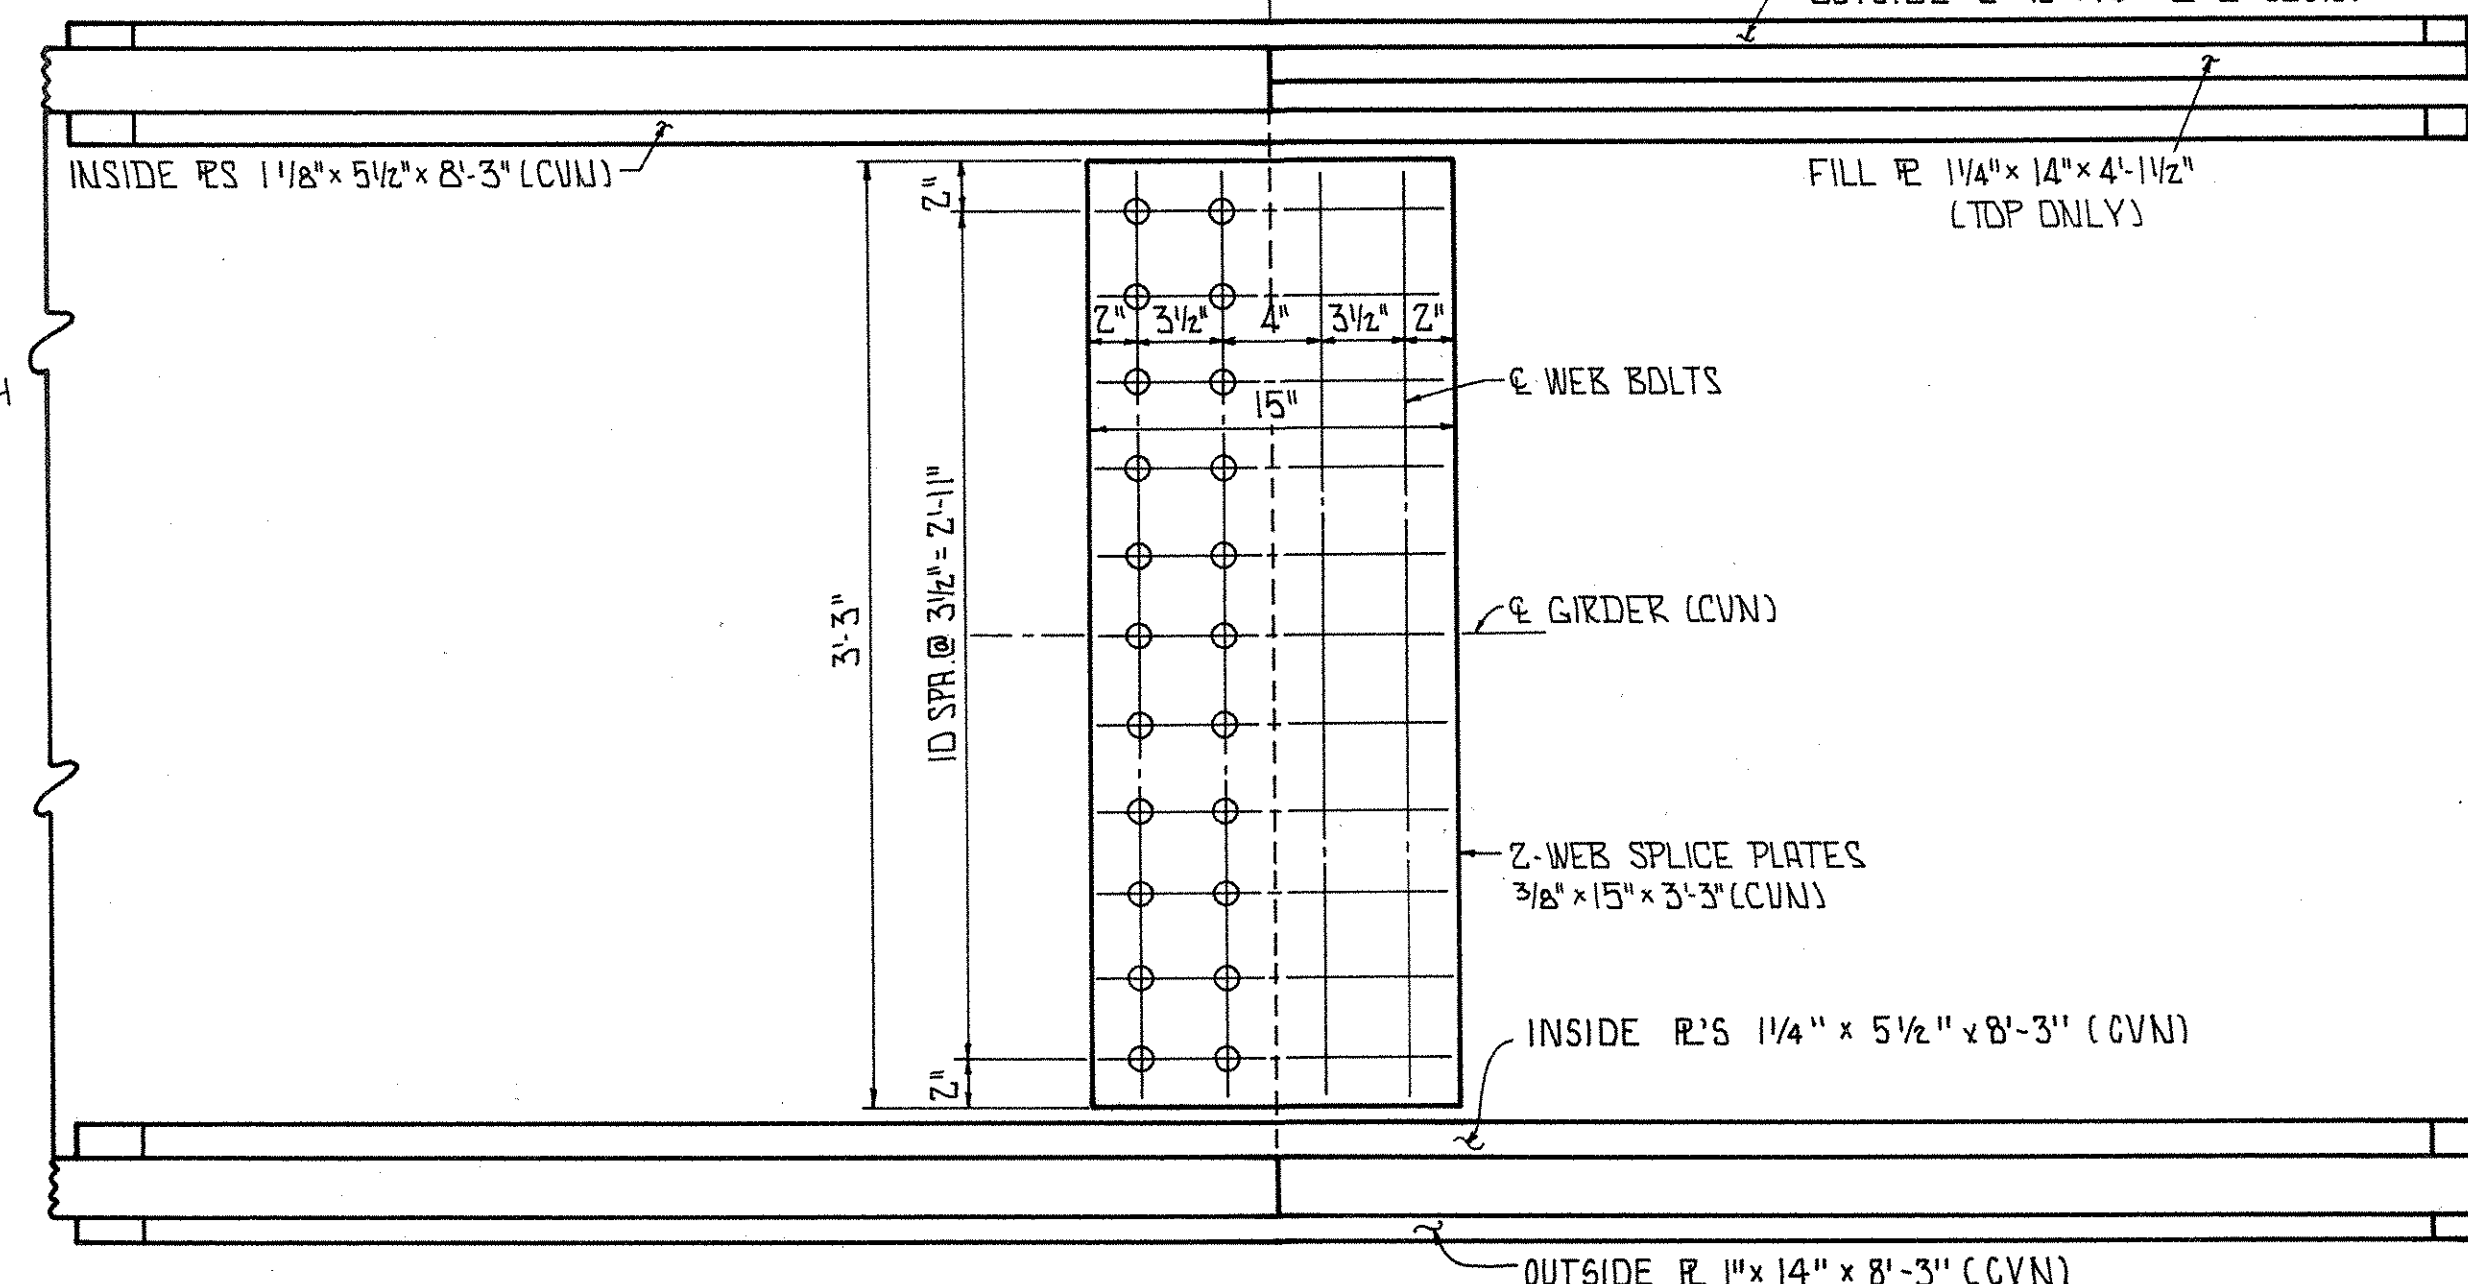 OUTSIDE
INSIDE PLS 1 1/8" x 5 1/2" x 8'-3" (CVN)
FILL PL 1 1/4" x 14" x 4'-1 1/2"
(TOP ONLY)
2"
2" 3 1/2" 4" 3 1/2" 2"
15"
℄ WEB BOLTS
10 SPA. @ 3 1/2" = 2'-11"
3'-3"
℄ GIRDER (CVN)
2-WEB SPLICE PLATES
3/8" x 15" x 3'-3" (CVN)
INSIDE PL'S 1 1/4" x 5 1/2" x 8'-3" (CVN)
2"
OUTSIDE PL 1" x 14" x 8'-3" (CVN)